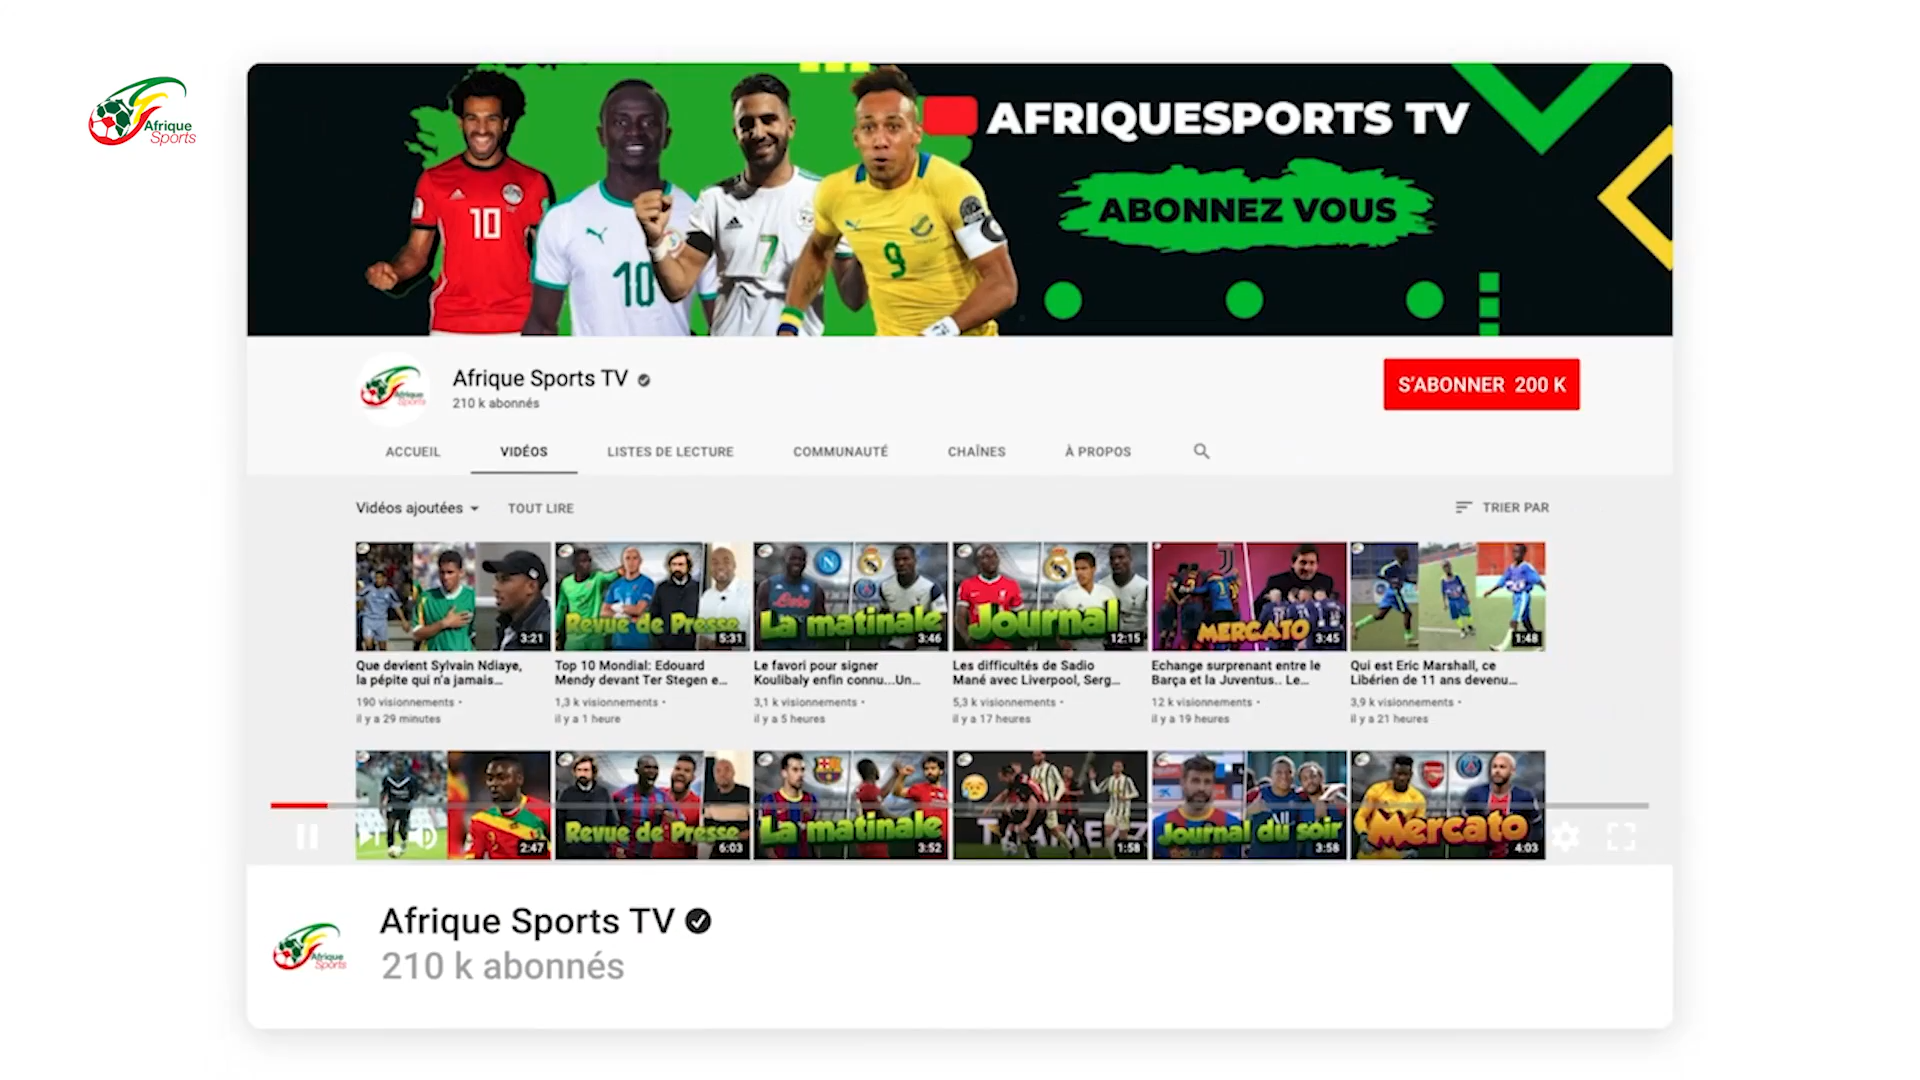 Afrique
Sports
AFRIQUESPORTS TV
ABONNEZ VOUS
10
10
7
9
Afrique
Sports
Afrique Sports TV
210 k abonnés
S'ABONNER 200 K
ACCUEIL VIDÉOS LISTES DE LECTURE COMMUNAUTÉ CHAÎNES À PROPOS
Vidéos ajoutées TOUT LIRE TRIER PAR
Revue de Presse La matinale Journal MERCATO
3:21 5:31 3:46 12:15 3:45 1:48
Que devient Sylvain Ndiaye, la pépite qui n'a jamais...
190 visionnements •
il y a 29 minutes
Top 10 Mondial: Edouard Mendy devant Ter Stegen e...
1,3 k visionnements •
il y a 1 heure
Le favori pour signer Koulibaly enfin connu...Un...
3,1 k visionnements •
il y a 5 heures
Les difficultés de Sadio Mané avec Liverpool, Serg...
5,3 k visionnements •
il y a 17 heures
Echange surprenant entre le Barça et la Juventus.. Le...
12 k visionnements •
il y a 19 heures
Qui est Eric Marshall, ce Libérien de 11 ans devenu...
3,9 k visionnements •
il y a 21 heures
Revue de Presse La matinale Journal du soir Mercato
2:47 6:03 3:52 1:58 3:58 4:03
Afrique
Sports
Afrique Sports TV
210 k abonnés